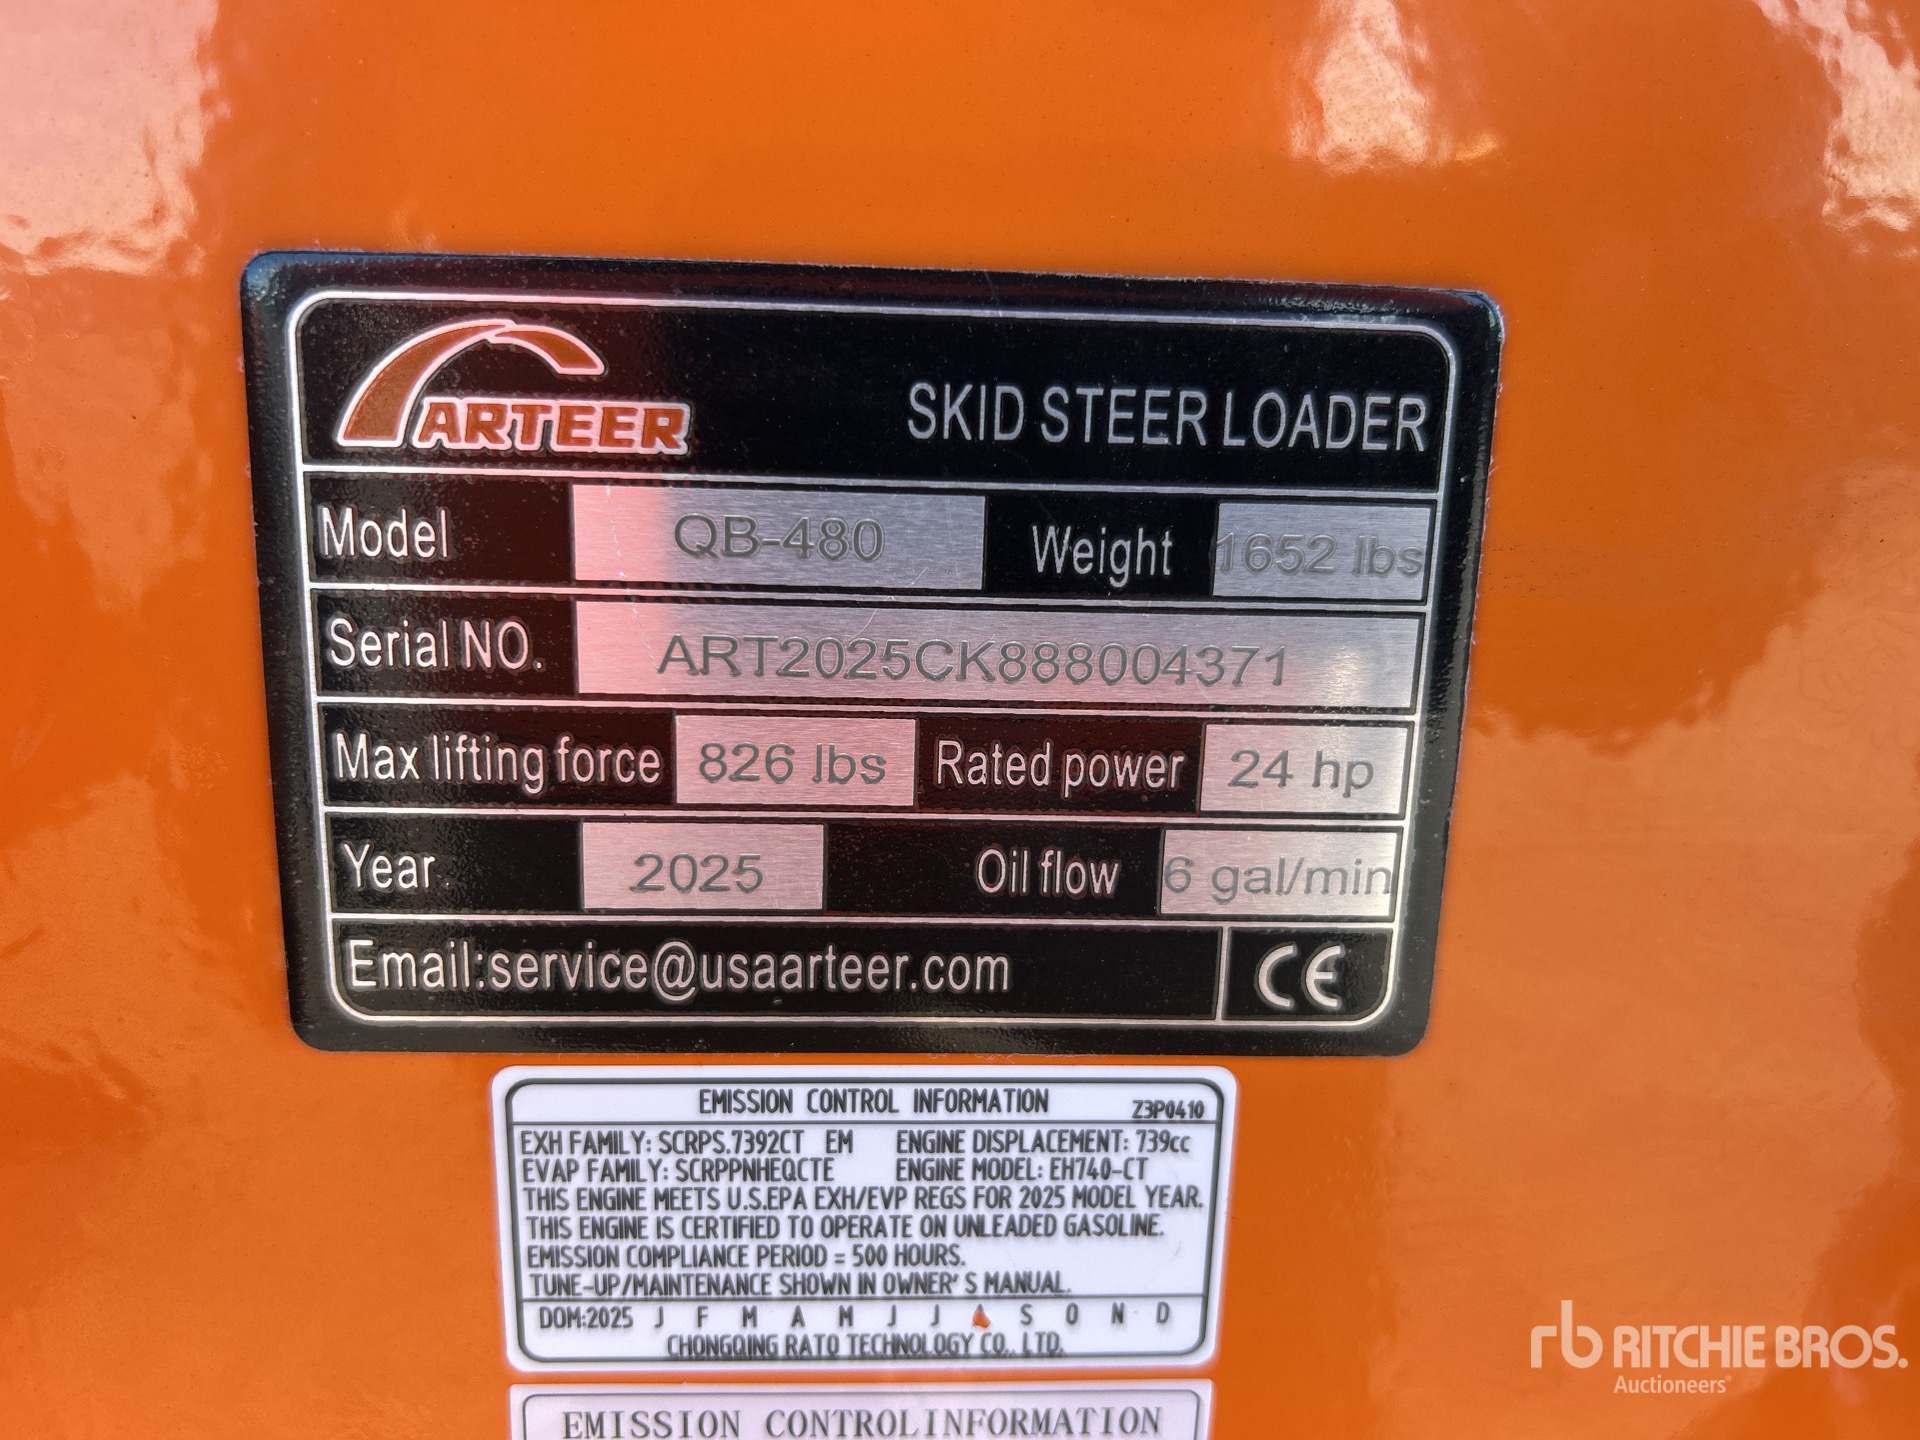 ARTEER
SKID STEER LOADER
Model QB-480 Weight 1652 lbs
Serial NO. ART2025CK888004371
Max lifting force 826 lbs Rated power 24 hp
Year 2025 Oil flow 6 gal/min
Email:service@usaarteer.com CE
EMISSION CONTROL INFORMATION Z3P0410
EXH FAMILY: SCRPS.7392CT EM ENGINE DISPLACEMENT: 739cc
EVAP FAMILY: SCRPPNHEQCTE ENGINE MODEL: EH740-CT
THIS ENGINE MEETS U.S.EPA EXH/EVP REGS FOR 2025 MODEL YEAR.
THIS ENGINE IS CERTIFIED TO OPERATE ON UNLEADED GASOLINE.
EMISSION COMPLIANCE PERIOD = 500 HOURS.
TUNE-UP/MAINTENANCE SHOWN IN OWNER'S MANUAL.
DOM:2025 J F M A M J J A S O N D
CHONGQING RATO TECHNOLOGY CO., LTD.
EMISSION CONTROLINFORMATION
rb RITCHIE BROS.
Auctioneers